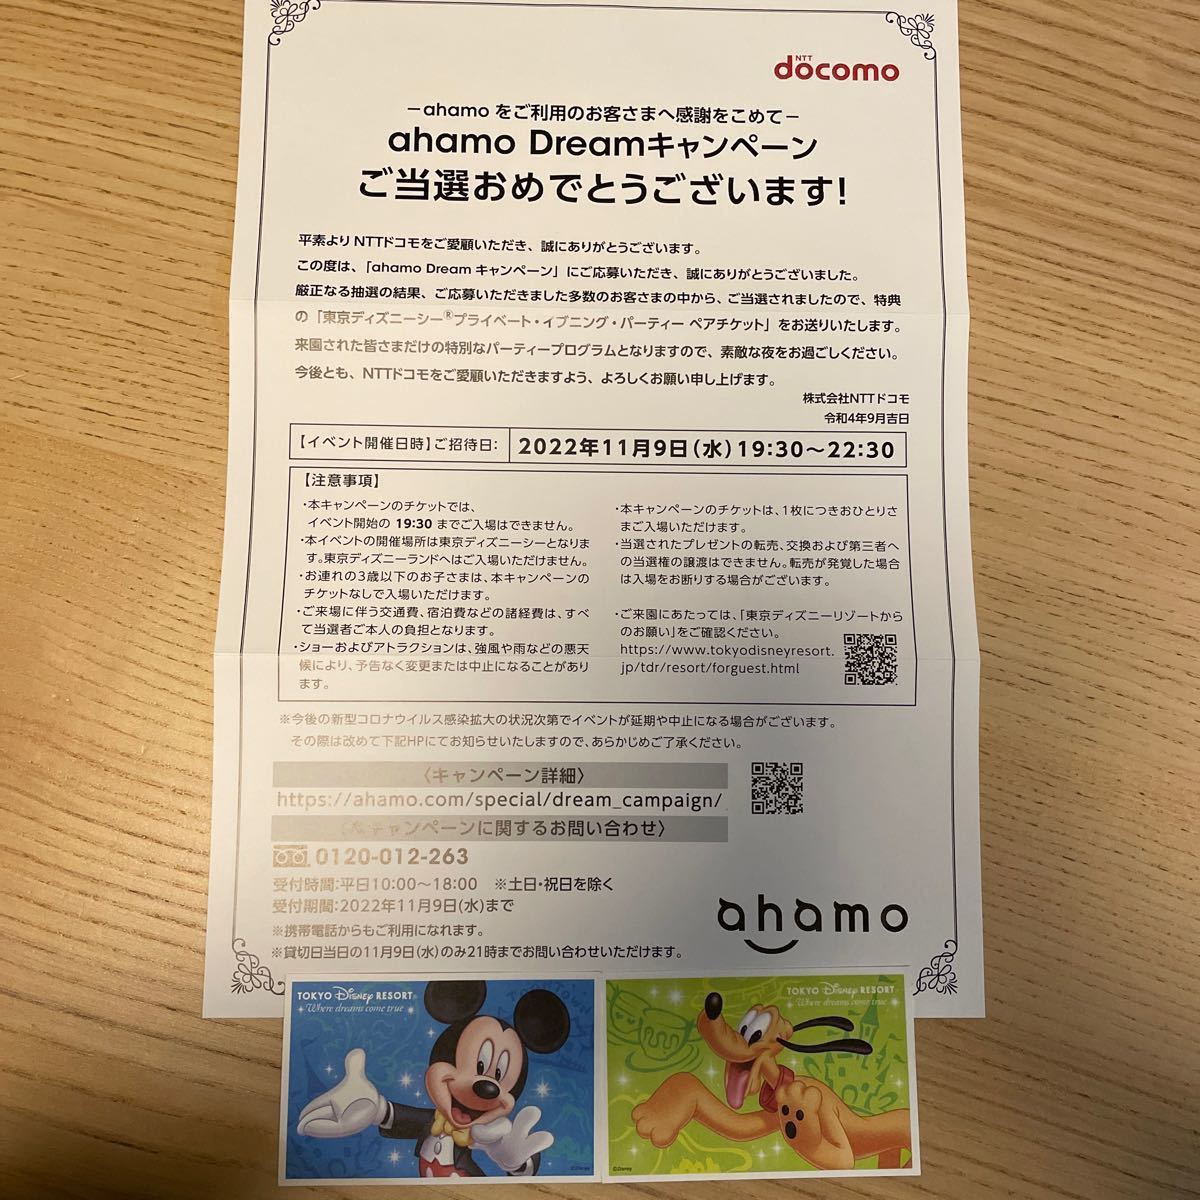 NTT
docomo
−ahamo をご利用のお客さまへ感謝をこめて−
ahamo Dreamキャンペーン
ご当選おめでとうございます!
平素より NTTドコモをご愛顧いただき、誠にありがとうございます。
この度は、「ahamo Dream キャンペーン」にご応募いただき、誠にありがとうございました。
厳正なる抽選の結果、ご応募いただきました多数のお客さまの中から、ご当選されましたので、特典
の「東京ディズニーシー®プライベート・イブニング・パーティー ペアチケット」をお送りいたします。
来園された皆さまだけの特別なパーティープログラムとなりますので、素敵な夜をお過ごしください。
今後とも、NTTドコモをご愛顧いただきますよう、よろしくお願い申し上げます。
株式会社NTTドコモ
令和4年9月吉日
【イベント開催日時】ご招待日:
2022年11月9日(水)19:30〜22:30
【注意事項】
・本キャンペーンのチケットでは、
イベント開始の 19:30 までご入場はできません。
・本イベントの開催場所は東京ディズニーシーとなりま
す。東京ディズニーランドへはご入場いただけません。
・お連れの3歳以下のお子さまは、本キャンペーンの
チケットなしで入場いただけます。
・ご来場に伴う交通費、宿泊費などの諸経費は、すべ
て当選者ご本人の負担となります。
・ショーおよびアトラクションは、強風や雨などの悪天
候により、予告なく変更または中止になることがあり
ます。
・本キャンペーンのチケットは、1枚につきおひとりさ
まご入場いただけます。
・当選されたプレゼントの転売、交換および第三者へ
の当選権の譲渡はできません。転売が発覚した場合
は入場をお断りする場合がございます。
・ご来園にあたっては、「東京ディズニーリゾートから
のお願い」をご確認ください。
https://www.tokyodisneyresort.
jp/tdr/resort/forguest.html
※今後の新型コロナウイルス感染拡大の状況次第でイベントが延期や中止になる場合がございます。
その際は改めて下記HPにてお知らせいたしますので、あらかじめご了承ください。
〈キャンペーン詳細〉
https://ahamo.com/special/dream_campaign/
〈本キャンペーンに関するお問い合わせ〉
0120-012-263
受付時間:平日10:00〜18:00 ※土日・祝日を除く
受付期間:2022年11月9日(水)まで
※携帯電話からもご利用になれます。
※貸切日当日の11月9日(水)のみ21時までお問い合わせいただけます。
ahamo
TOKYO Disney RESORT®
Where dreams come true
©Disney
TOKYO Disney RESORT®
Where dreams come true
©Disney